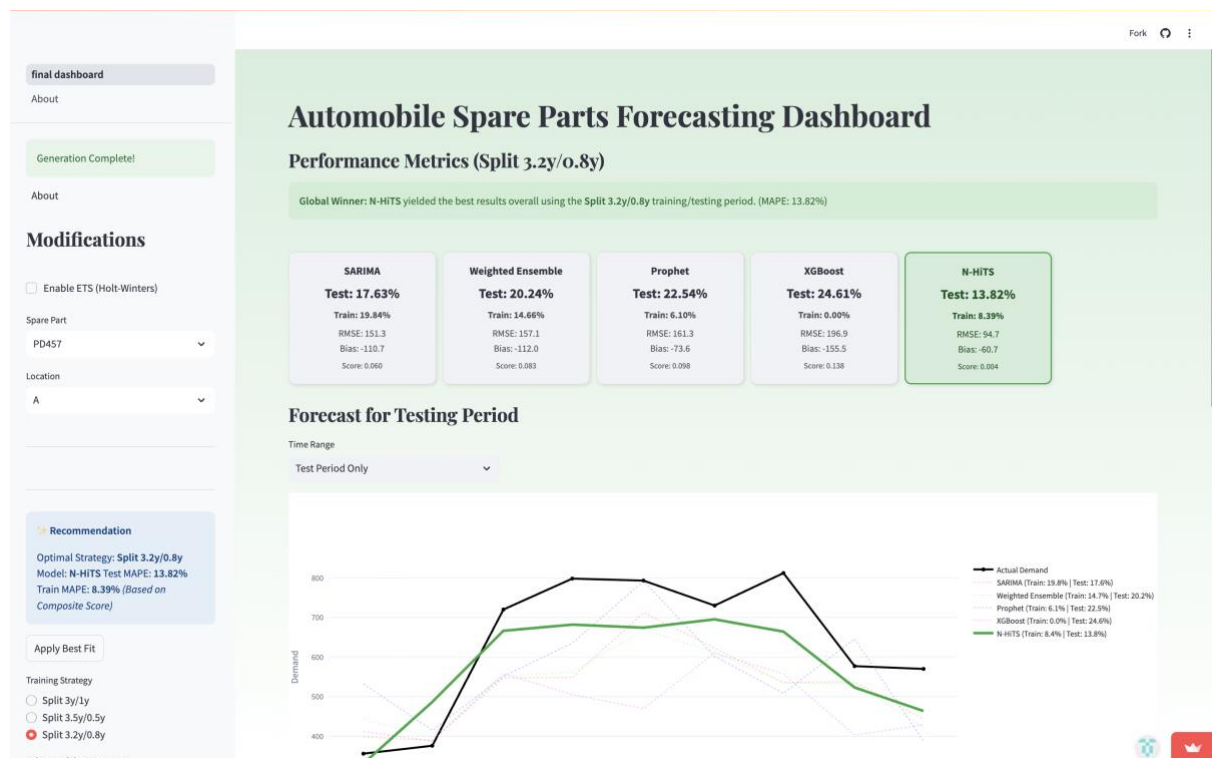 Fork
final dashboard
About
Generation Complete!
About
Modifications
Enable ETS (Holt-Winters)
Spare Part
PD457
Location
A
✨ Recommendation
Optimal Strategy: Split 3.2y/0.8y
Model: N-HiTS Test MAPE: 13.82%
Train MAPE: 8.39% (Based on
Composite Score)
Apply Best Fit
Training Strategy
Split 3y/1y
Split 3.5y/0.5y
Split 3.2y/0.8y
Automobile Spare Parts Forecasting Dashboard
Performance Metrics (Split 3.2y/0.8y)
Global Winner: N-HiTS yielded the best results overall using the Split 3.2y/0.8y training/testing period. (MAPE: 13.82%)
SARIMA
Test: 17.63%
Train: 19.84%
RMSE: 151.3
Bias: -110.7
Score: 0.060
Weighted Ensemble
Test: 20.24%
Train: 14.66%
RMSE: 157.1
Bias: -112.0
Score: 0.083
Prophet
Test: 22.54%
Train: 6.10%
RMSE: 161.3
Bias: -73.6
Score: 0.098
XGBoost
Test: 24.61%
Train: 0.00%
RMSE: 196.9
Bias: -155.5
Score: 0.138
N-HiTS
Test: 13.82%
Train: 8.39%
RMSE: 94.7
Bias: -60.7
Score: 0.004
Forecast for Testing Period
Time Range
Test Period Only
Demand
800
700
600
500
400
Actual Demand
SARIMA (Train: 19.8% | Test: 17.6%)
Weighted Ensemble (Train: 14.7% | Test: 20.2%)
Prophet (Train: 6.1% | Test: 22.5%)
XGBoost (Train: 0.0% | Test: 24.6%)
N-HiTS (Train: 8.4% | Test: 13.8%)